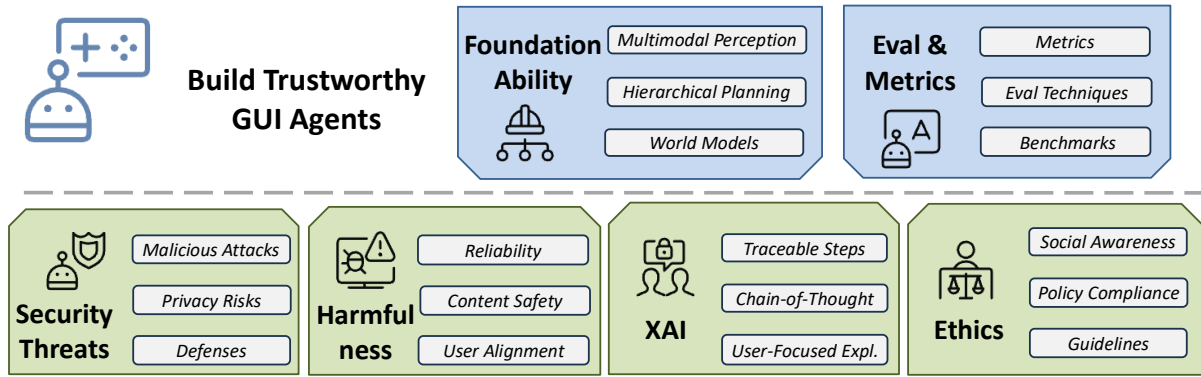 Build Trustworthy
GUI Agents
Foundation
Ability
Multimodal Perception
Hierarchical Planning
World Models
Eval &
Metrics
Metrics
Eval Techniques
Benchmarks
A
Security
Threats
Malicious Attacks
Privacy Risks
Defenses
Harmful
ness
Reliability
Content Safety
User Alignment
XAI
Traceable Steps
Chain-of-Thought
User-Focused Expl.
Ethics
Social Awareness
Policy Compliance
Guidelines